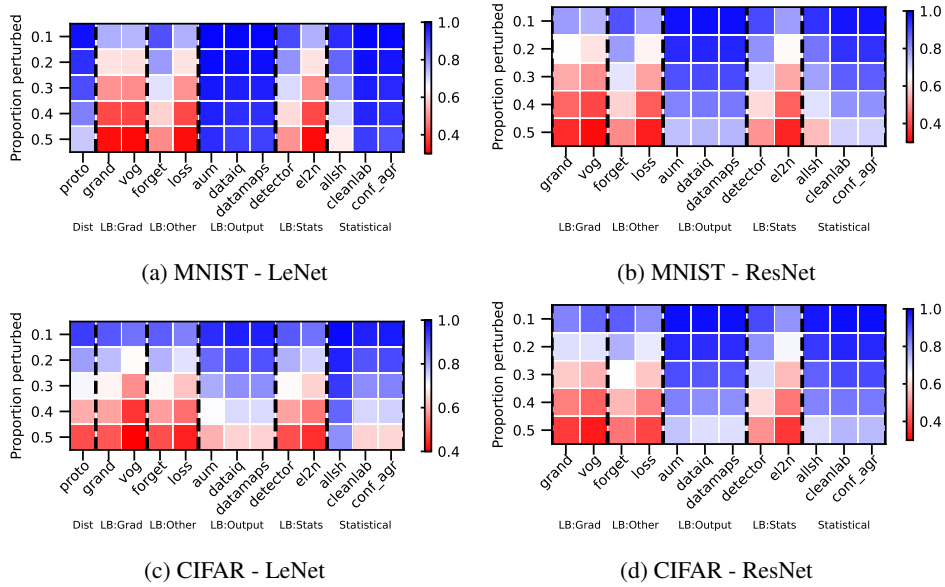 Proportion perturbed
0.1
0.2
0.3
0.4
0.5
proto grand vog forget loss aum dataiq datamaps detector el2n allsh cleanlab conf_agr
Dist LB:Grad LB:Other LB:Output LB:Stats Statistical
1.0
0.8
0.6
0.4
(a) MNIST - LeNet
Proportion perturbed
0.1
0.2
0.3
0.4
0.5
grand vog forget loss aum dataiq datamaps detector el2n allsh cleanlab conf_agr
LB:Grad LB:Other LB:Output LB:Stats Statistical
1.0
0.8
0.6
0.4
(b) MNIST - ResNet
Proportion perturbed
0.1
0.2
0.3
0.4
0.5
proto grand vog forget loss aum dataiq datamaps detector el2n allsh cleanlab conf_agr
Dist LB:Grad LB:Other LB:Output LB:Stats Statistical
1.0
0.9
0.8
0.7
0.6
0.5
0.4
(c) CIFAR - LeNet
Proportion perturbed
0.1
0.2
0.3
0.4
0.5
grand vog forget loss aum dataiq datamaps detector el2n allsh cleanlab conf_agr
LB:Grad LB:Other LB:Output LB:Stats Statistical
1.0
0.8
0.6
0.4
(d) CIFAR - ResNet